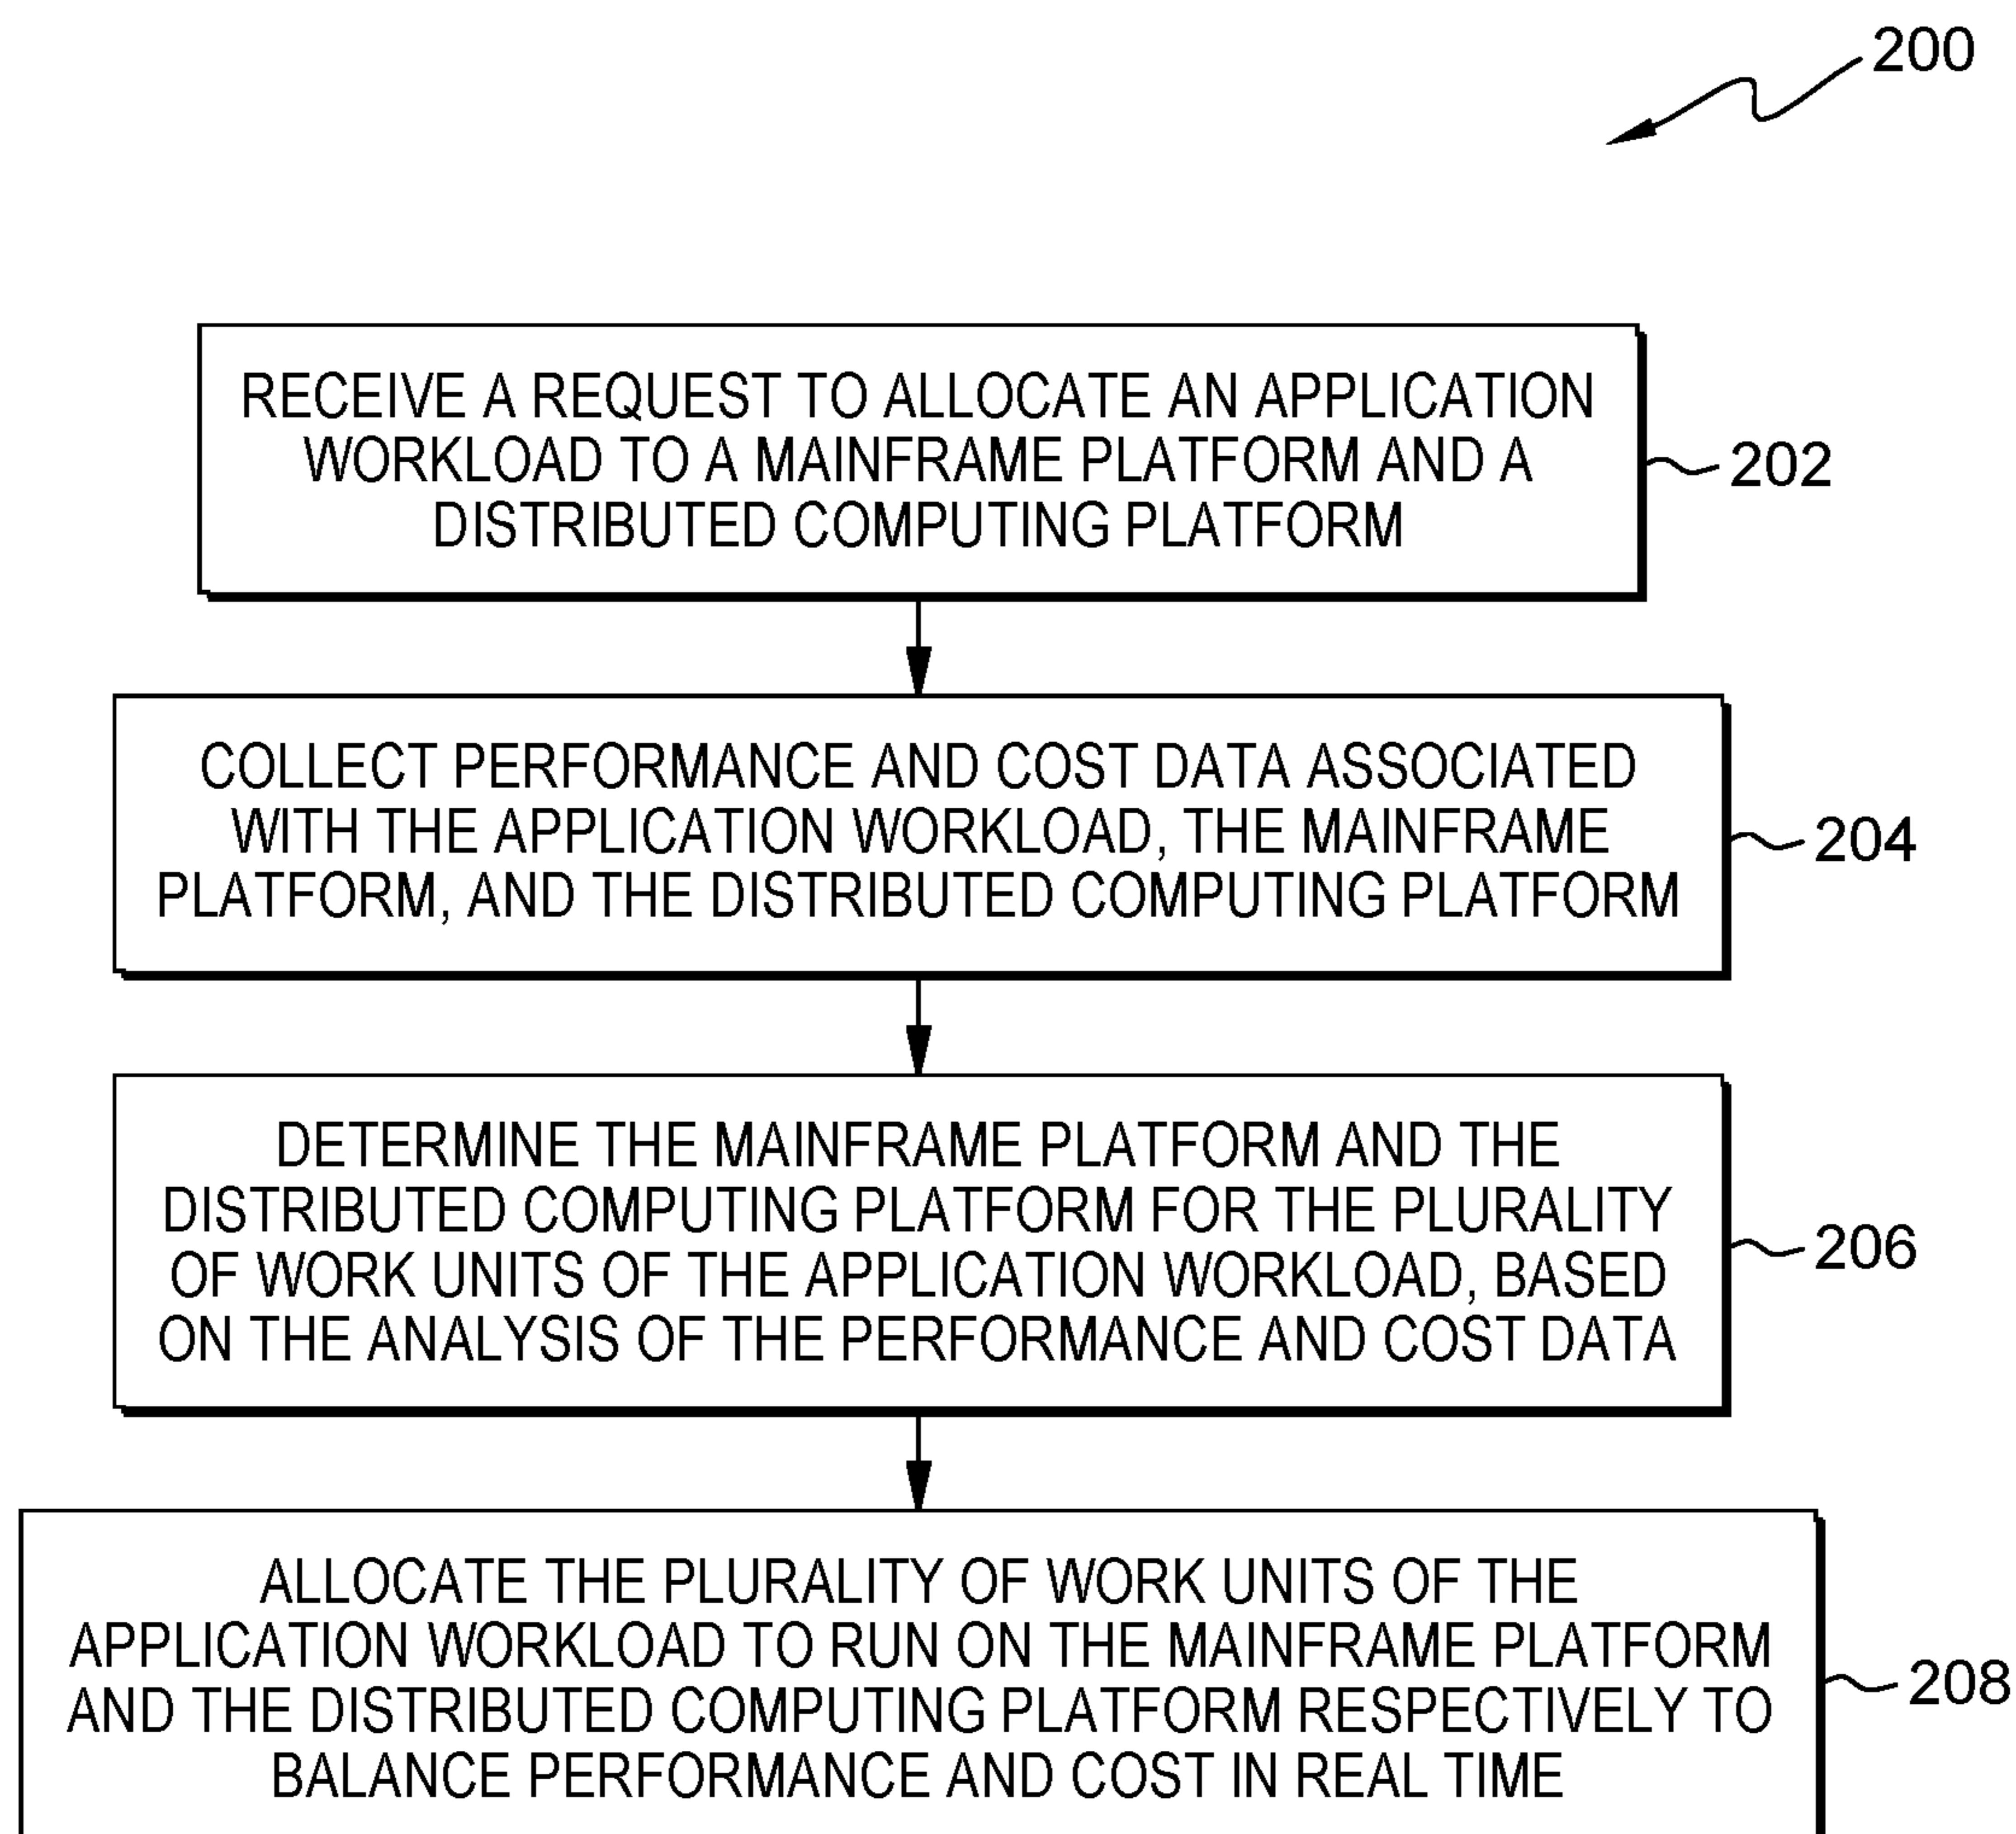 200
RECEIVE A REQUEST TO ALLOCATE AN APPLICATION
WORKLOAD TO A MAINFRAME PLATFORM AND A
DISTRIBUTED COMPUTING PLATFORM
202
COLLECT PERFORMANCE AND COST DATA ASSOCIATED
WITH THE APPLICATION WORKLOAD, THE MAINFRAME
PLATFORM, AND THE DISTRIBUTED COMPUTING PLATFORM
204
DETERMINE THE MAINFRAME PLATFORM AND THE
DISTRIBUTED COMPUTING PLATFORM FOR THE PLURALITY
OF WORK UNITS OF THE APPLICATION WORKLOAD, BASED
ON THE ANALYSIS OF THE PERFORMANCE AND COST DATA
206
ALLOCATE THE PLURALITY OF WORK UNITS OF THE
APPLICATION WORKLOAD TO RUN ON THE MAINFRAME PLATFORM
AND THE DISTRIBUTED COMPUTING PLATFORM RESPECTIVELY TO
BALANCE PERFORMANCE AND COST IN REAL TIME
208